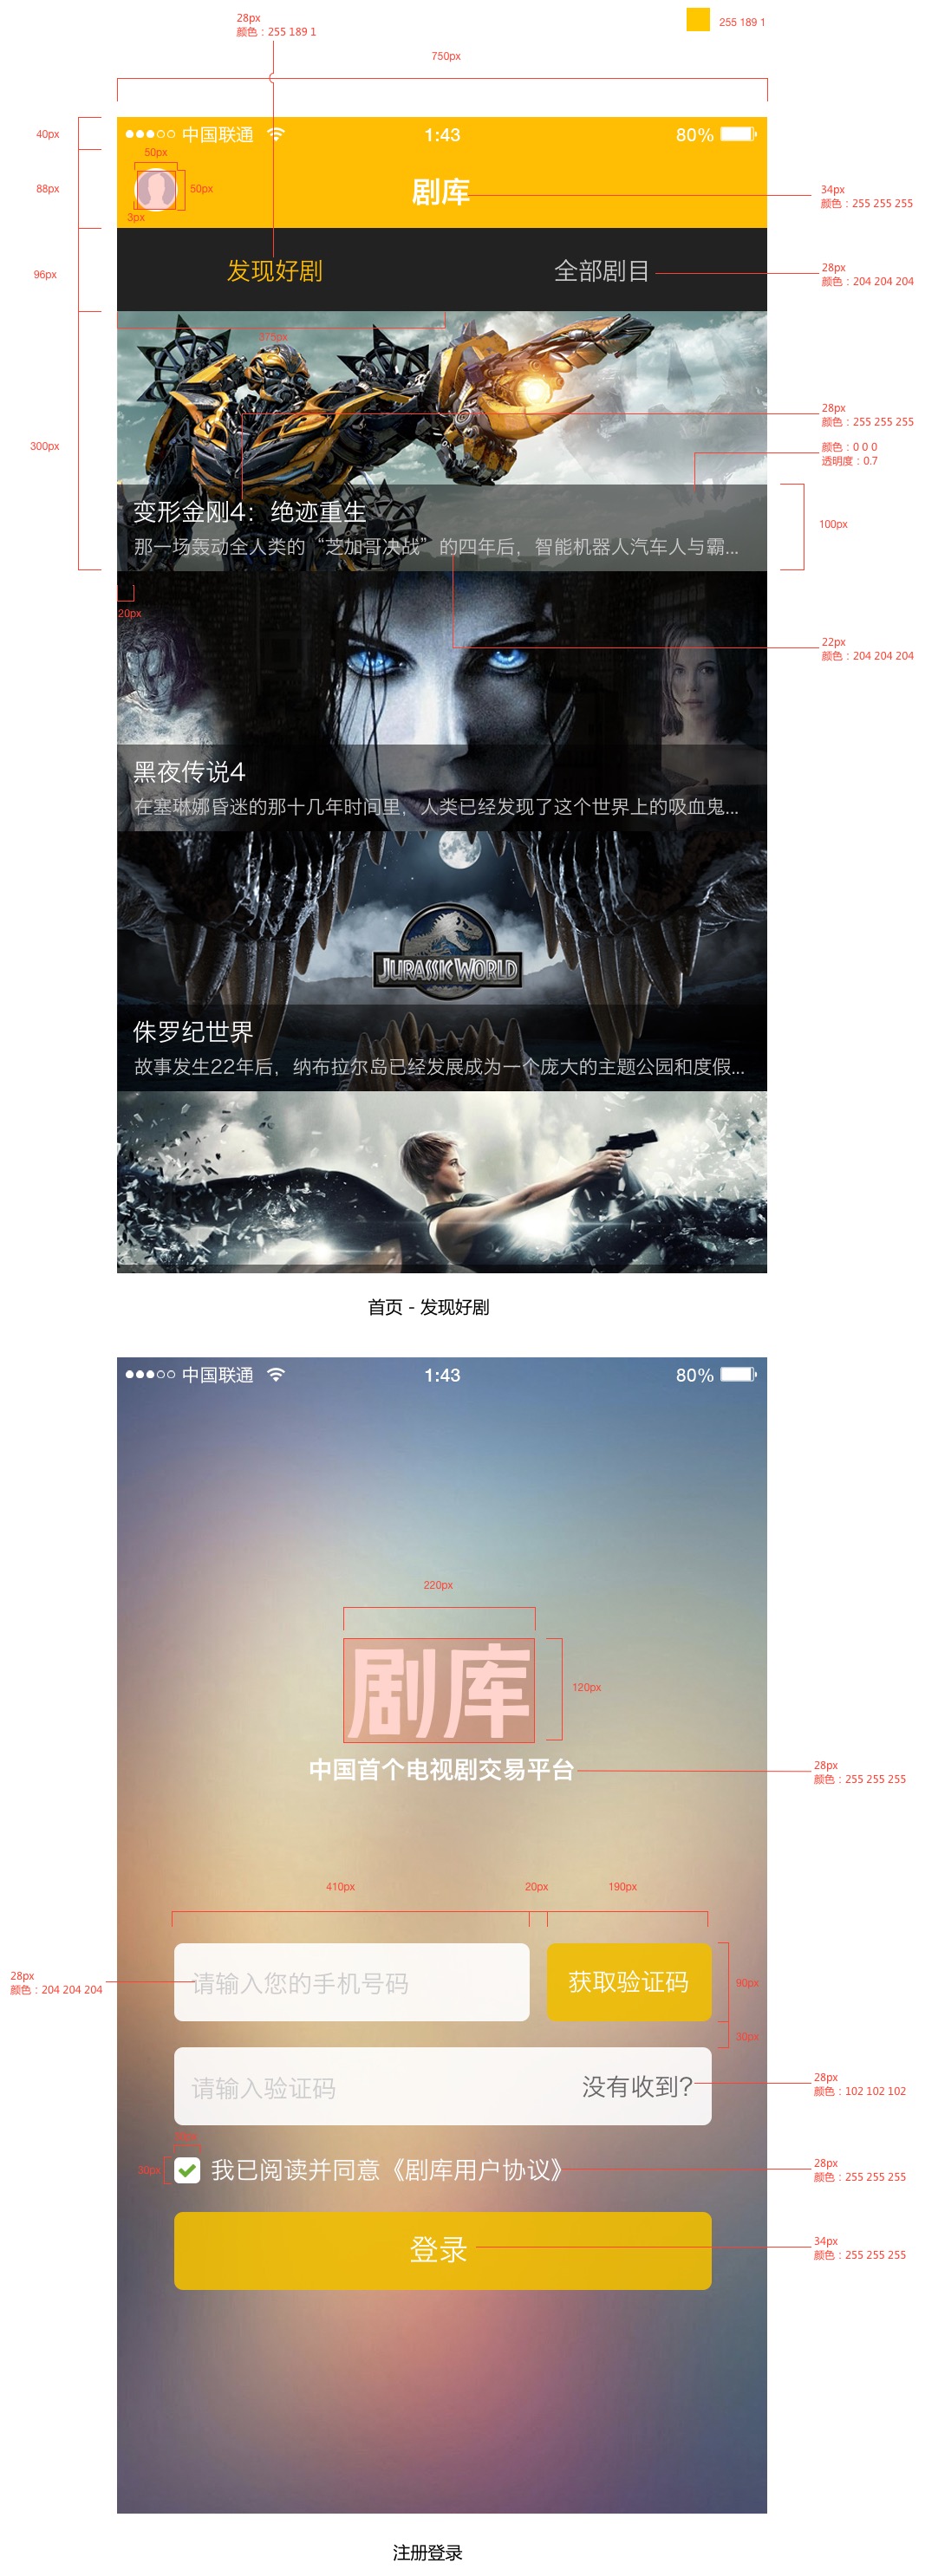 28px
颜色：255 189 1
255 189 1
750px
40px
中国联通
1:43
80%
50px
88px
50px
剧库
34px
颜色：255 255 255
3px
96px
发现好剧
全部剧目
28px
颜色：204 204 204
375px
300px
28px
颜色：255 255 255
颜色：0 0 0
透明度：0.7
变形金刚4：绝迹重生
100px
那一场轰动全人类的“芝加哥决战”的四年后，智能机器人汽车人与霸...
20px
22px
颜色：204 204 204
黑夜传说4
在塞琳娜昏迷的那十几年时间里，人类已经发现了这个世界上的吸血鬼...
JURASSIC WORLD
侏罗纪世界
故事发生22年后，纳布拉尔岛已经发展成为一个庞大的主题公园和度假...
首页 - 发现好剧
中国联通
1:43
80%
220px
剧库
120px
中国首个电视剧交易平台
28px
颜色：255 255 255
410px
20px
190px
28px
颜色：204 204 204
请输入您的手机号码
获取验证码
90px
30px
请输入验证码
没有收到?
28px
颜色：102 102 102
30px
我已阅读并同意《剧库用户协议》
28px
颜色：255 255 255
登录
34px
颜色：255 255 255
注册登录